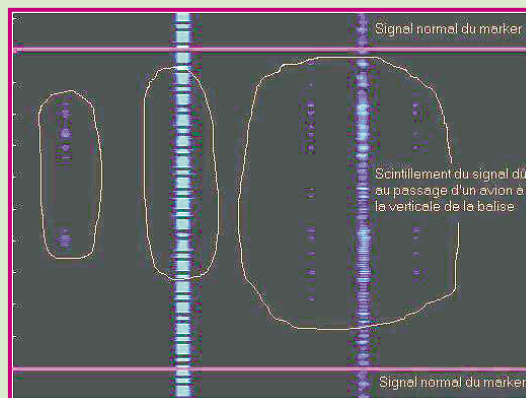 Signal normal du marker
Scintillement du signal dû
au passage d'un avion à
la verticale de la balise
Signal normal du marker